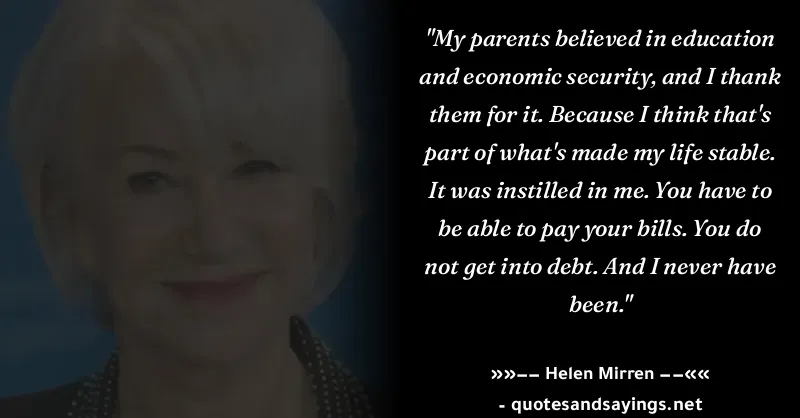 "My parents believed in education
and economic security, and I thank
them for it. Because I think that's
part of what's made my life stable.
It was instilled in me. You have to
be able to pay your bills. You do
not get into debt. And I never have
been."
»»−− Helen Mirren −−««
- quotesandsayings.net